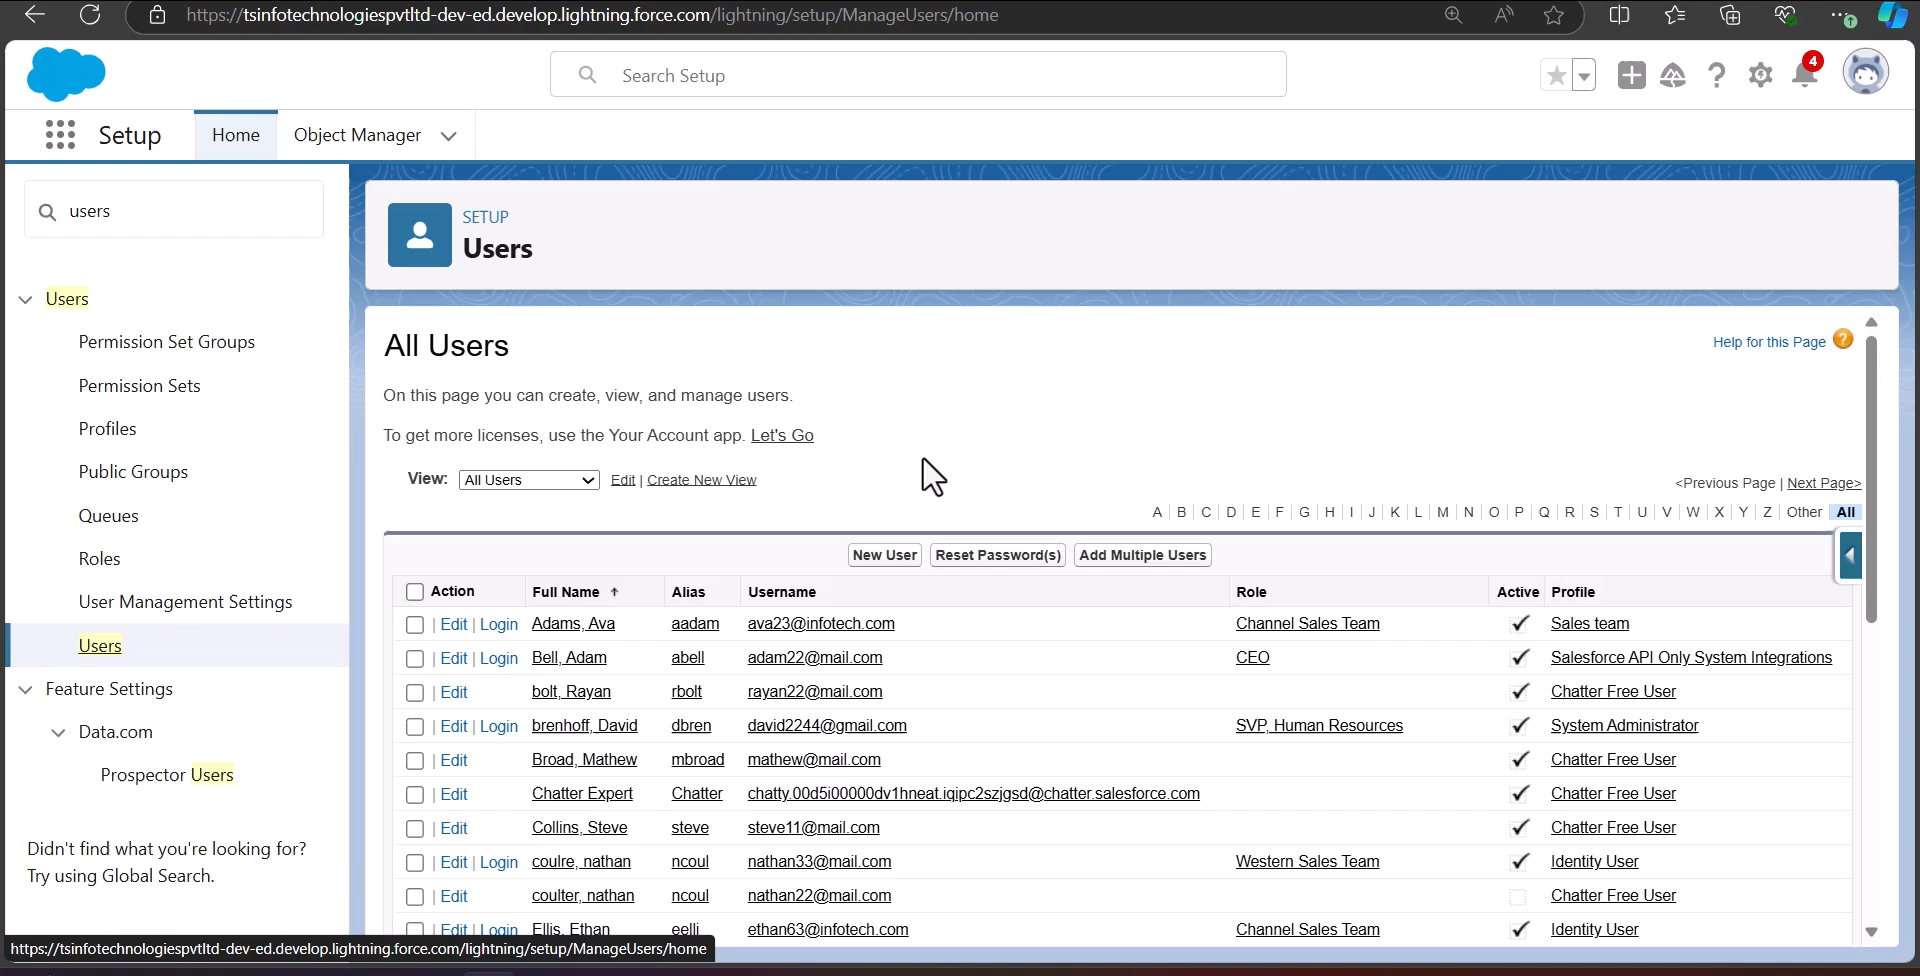 https://tsinfotechnologiespvtltd-dev-ed.develop.lightning.force.com/lightning/setup/ManageUsers/home
Search Setup
4
Setup
Home
Object Manager
users
SETUP
Users
Users
Permission Set Groups
Permission Sets
Profiles
Public Groups
Queues
Roles
User Management Settings
Users
Feature Settings
Data.com
Prospector Users
Didn't find what you're looking for?
Try using Global Search.
All Users
Help for this Page ?
On this page you can create, view, and manage users.
To get more licenses, use the Your Account app. Let's Go
View: All Users Edit | Create New View
<Previous Page | Next Page>
A | B | C | D | E | F | G | H | I | J | K | L | M | N | O | P | Q | R | S | T | U | V | W | X | Y | Z | Other | All
New User Reset Password(s) Add Multiple Users
Action Full Name ↑ Alias Username Role Active Profile
| Edit | Login Adams, Ava aadam ava23@infotech.com Channel Sales Team ✓ Sales team
| Edit | Login Bell, Adam abell adam22@mail.com CEO ✓ Salesforce API Only System Integrations
| Edit bolt, Rayan rbolt rayan22@mail.com ✓ Chatter Free User
| Edit | Login brenhoff, David dbren david2244@gmail.com SVP, Human Resources ✓ System Administrator
| Edit Broad, Mathew mbroad mathew@mail.com ✓ Chatter Free User
| Edit Chatter Expert Chatter chatty.00d5i00000dv1hneat.iqipc2szjgsd@chatter.salesforce.com ✓ Chatter Free User
| Edit Collins, Steve steve steve11@mail.com ✓ Chatter Free User
| Edit | Login coulre, nathan ncoul nathan33@mail.com Western Sales Team ✓ Identity User
| Edit coulter, nathan ncoul nathan22@mail.com Chatter Free User
| Edit | Login Ellis, Ethan eelli ethan63@infotech.com Channel Sales Team ✓ Identity User
https://tsinfotechnologiespvtltd-dev-ed.develop.lightning.force.com/lightning/setup/ManageUsers/home